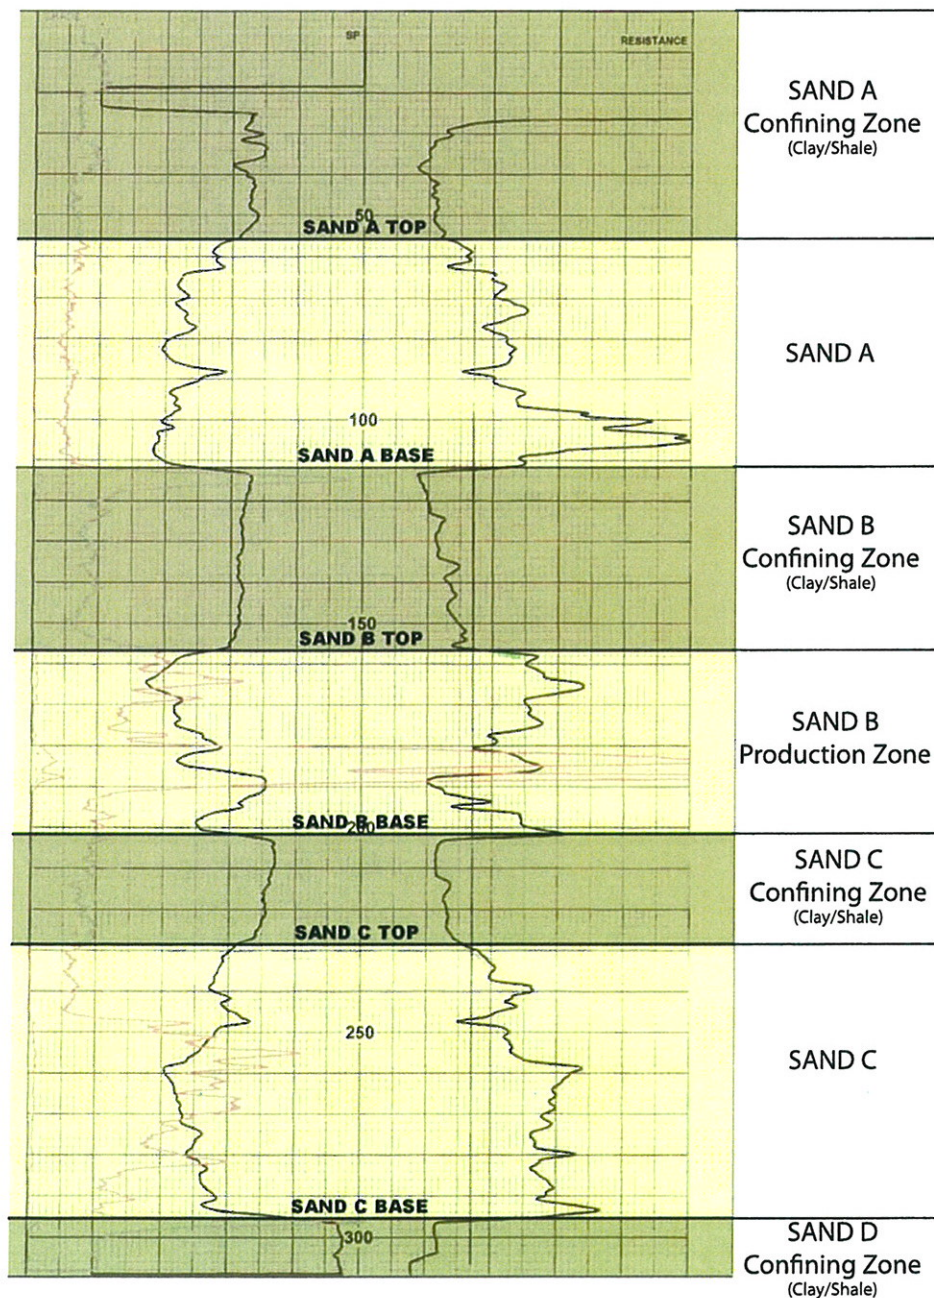 SP
RESISTANCE
SAND A
Confining Zone
(Clay/Shale)
50
SAND A TOP
SAND A
100
SAND A BASE
SAND B
Confining Zone
(Clay/Shale)
150
SAND B TOP
SAND B
Production Zone
SAND B BASE
200
SAND C
Confining Zone
(Clay/Shale)
SAND C TOP
250
SAND C
SAND C BASE
300
SAND D
Confining Zone
(Clay/Shale)